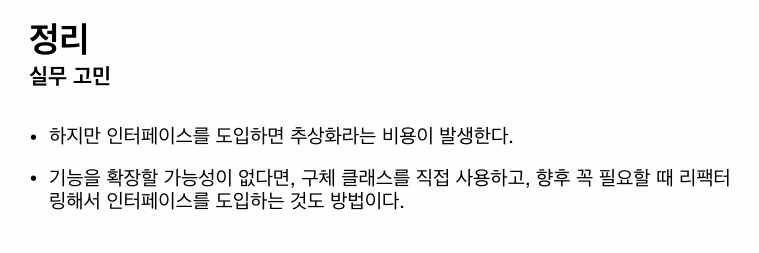 정리
실무 고민
• 하지만 인터페이스를 도입하면 추상화라는 비용이 발생한다.
• 기능을 확장할 가능성이 없다면, 구체 클래스를 직접 사용하고, 향후 꼭 필요할 때 리팩터
링해서 인터페이스를 도입하는 것도 방법이다.